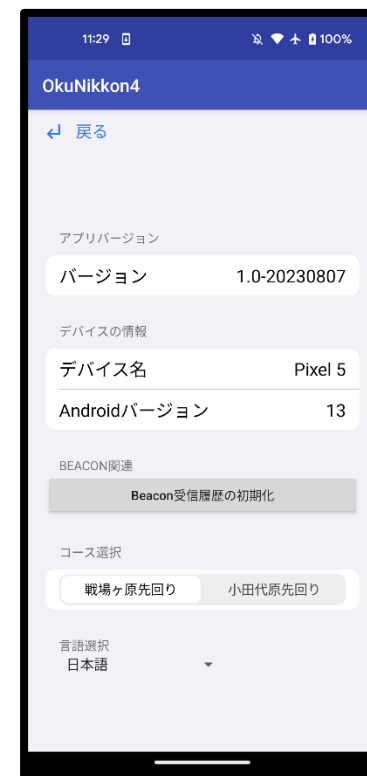 11:29
100%
OkuNikkon4
戻る
アプリバージョン
バージョン 1.0-20230807
デバイスの情報
デバイス名 Pixel 5
Androidバージョン 13
BEACON関連
Beacon受信履歴の初期化
コース選択
戦場ヶ原先回り 小田代原先回り
言語選択
日本語